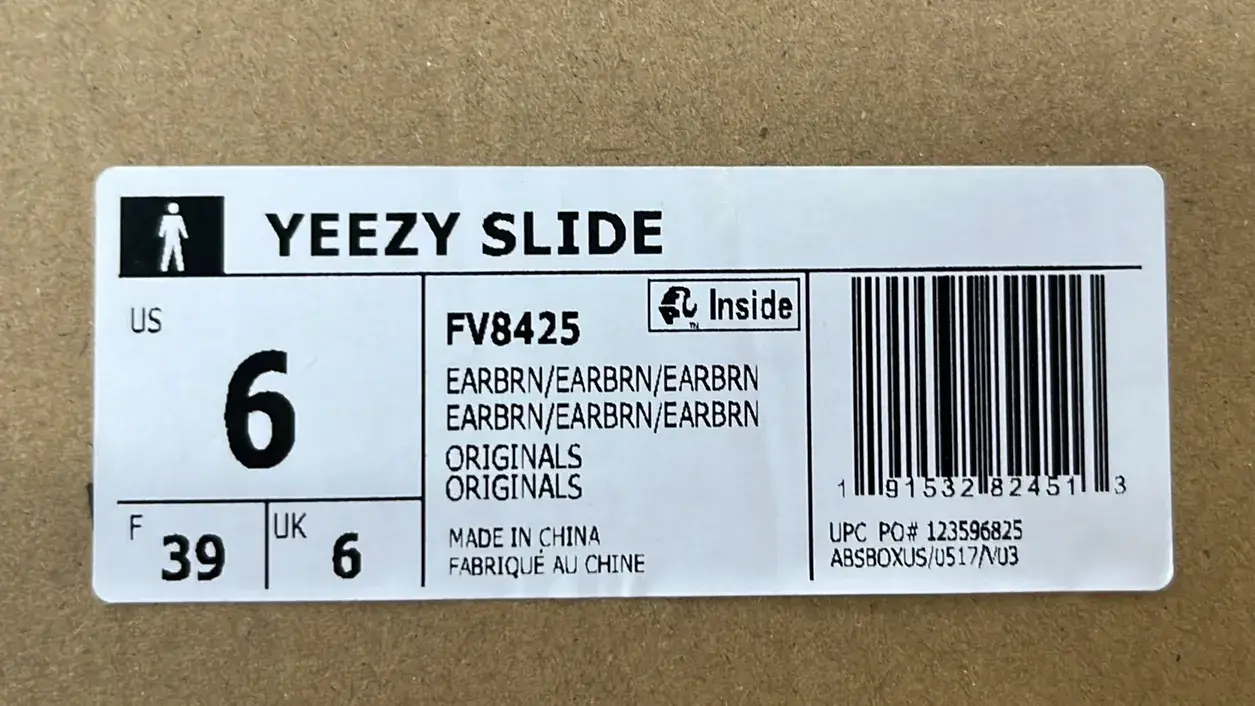 YEEZY SLIDE
US
6
F 39
UK 6
FV8425
™ Inside
EARBRN/EARBRN/EARBRN
EARBRN/EARBRN/EARBRN
ORIGINALS
ORIGINALS
MADE IN CHINA
FABRIQUÉ AU CHINE
1 91532 82451 3
UPC PO# 123596825
ABSBOXUS/0517/V03